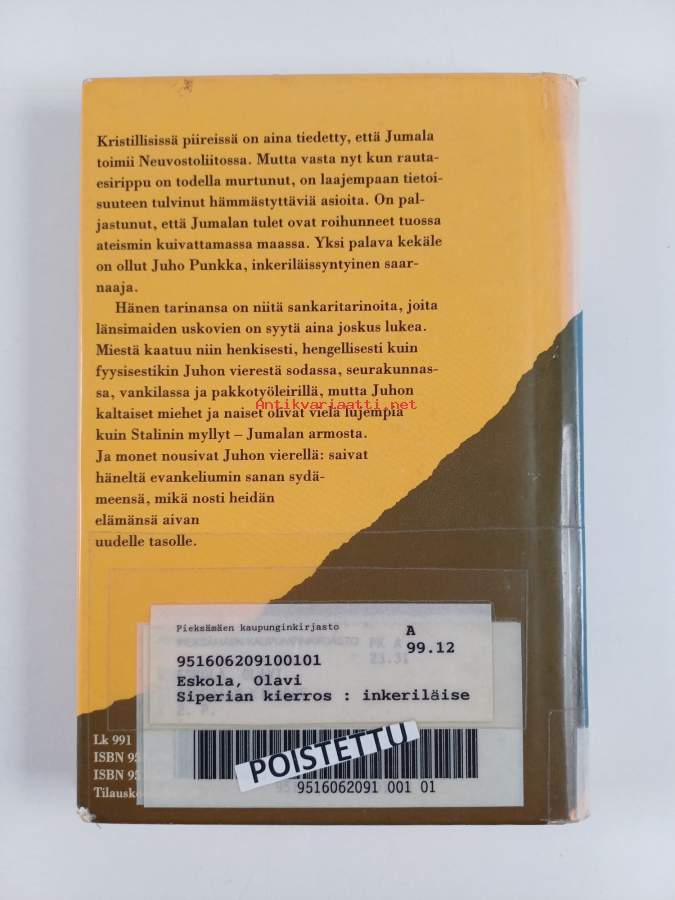 Kristillisissä piireissä on aina tiedetty, että Jumala
toimii Neuvostoliitossa. Mutta vasta nyt kun rauta-
esirippu on todella murtunut, on laajempaan tietoi-
suuteen tulvinut hämmästyttäviä asioita. On pal-
jastunut, että Jumalan tulet ovat roihunneet tuossa
ateismin kuivattamassa maassa. Yksi palava kekäle
on ollut Juho Punkka, inkeriläissyntyinen saar-
naaja.
Hänen tarinansa on niitä sankaritarinoita, joita
länsimaiden uskovien on syytä aina joskus lukea.
Miestä kaatuu niin henkisesti, hengellisesti kuin
fyysisestikin Juhon vierestä sodassa, seurakunnas-
sa, vankilassa ja pakkotyöleirillä, mutta Juhon
Antikvariaatti.net
kaltaiset miehet ja naiset olivat vielä lujempia
kuin Stalinin myllyt – Jumalan armosta.
Ja monet nousivat Juhon vierellä: saivat
häneltä evankeliumin sanan sydä-
meensä, mikä nosti heidän
elämänsä aivan
uudelle tasolle.
Pieksämäen kaupunginkirjasto
A
99.12
PIEKSÄMÄEN KAUPUNGINKIRJASTO
PK A
23.31
951606209100101
Eskola, Olavi
Siperian kierros : inkeriläise
Lk 991
ISBN 95
ISBN 95
Tilausko
POISTETTU
9516062091 001 01